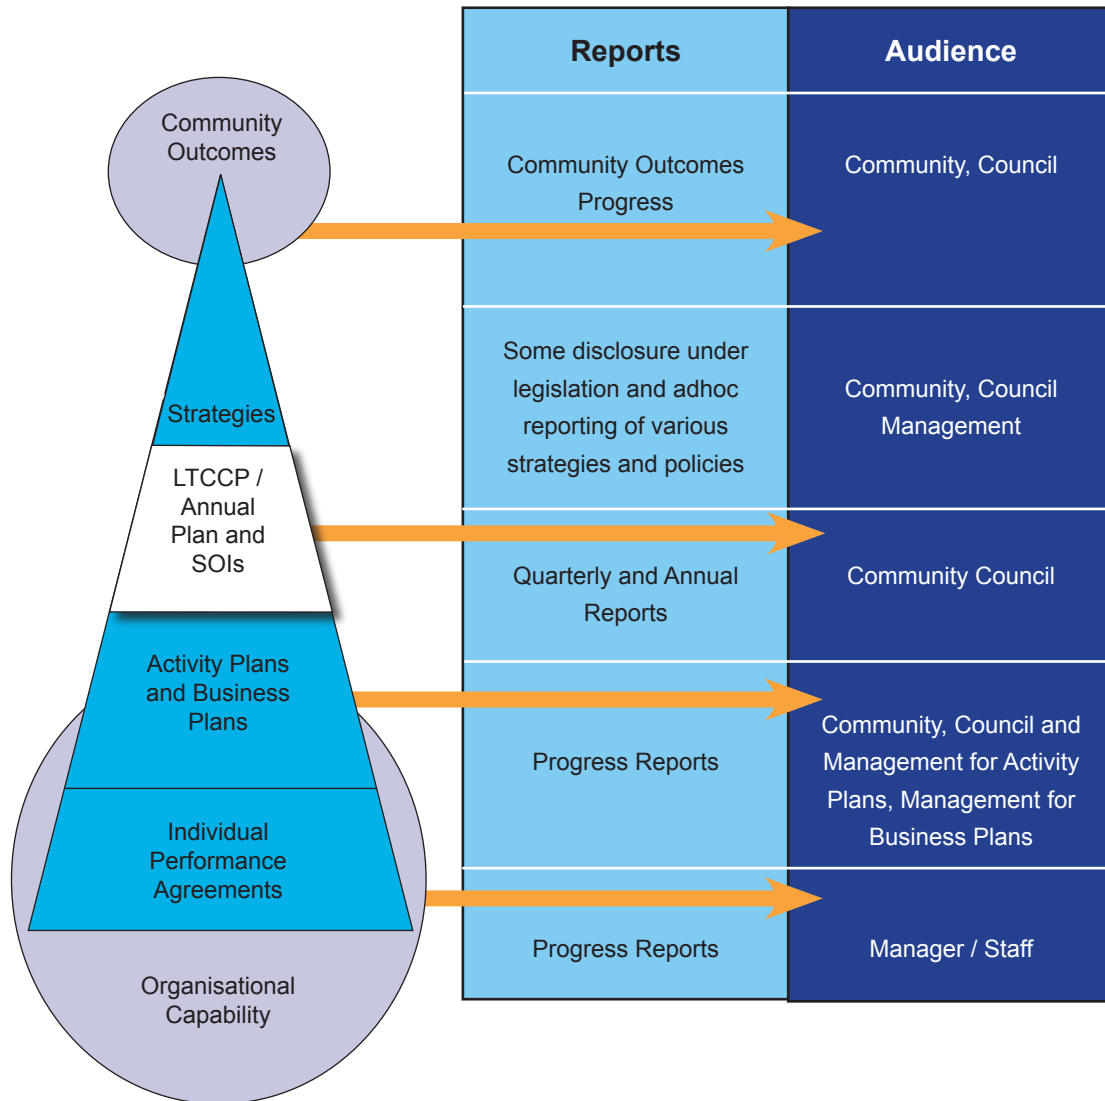 Community
Outcomes
Strategies
LTCCP /
Annual
Plan and
SOIs
Activity Plans
and Business
Plans
Individual
Performance
Agreements
Organisational
Capability
Reports
Audience
Community Outcomes
Progress
Community, Council
Some disclosure under
legislation and adhoc
reporting of various
strategies and policies
Community, Council
Management
Quarterly and Annual
Reports
Community Council
Progress Reports
Community, Council and
Management for Activity
Plans, Management for
Business Plans
Progress Reports
Manager / Staff